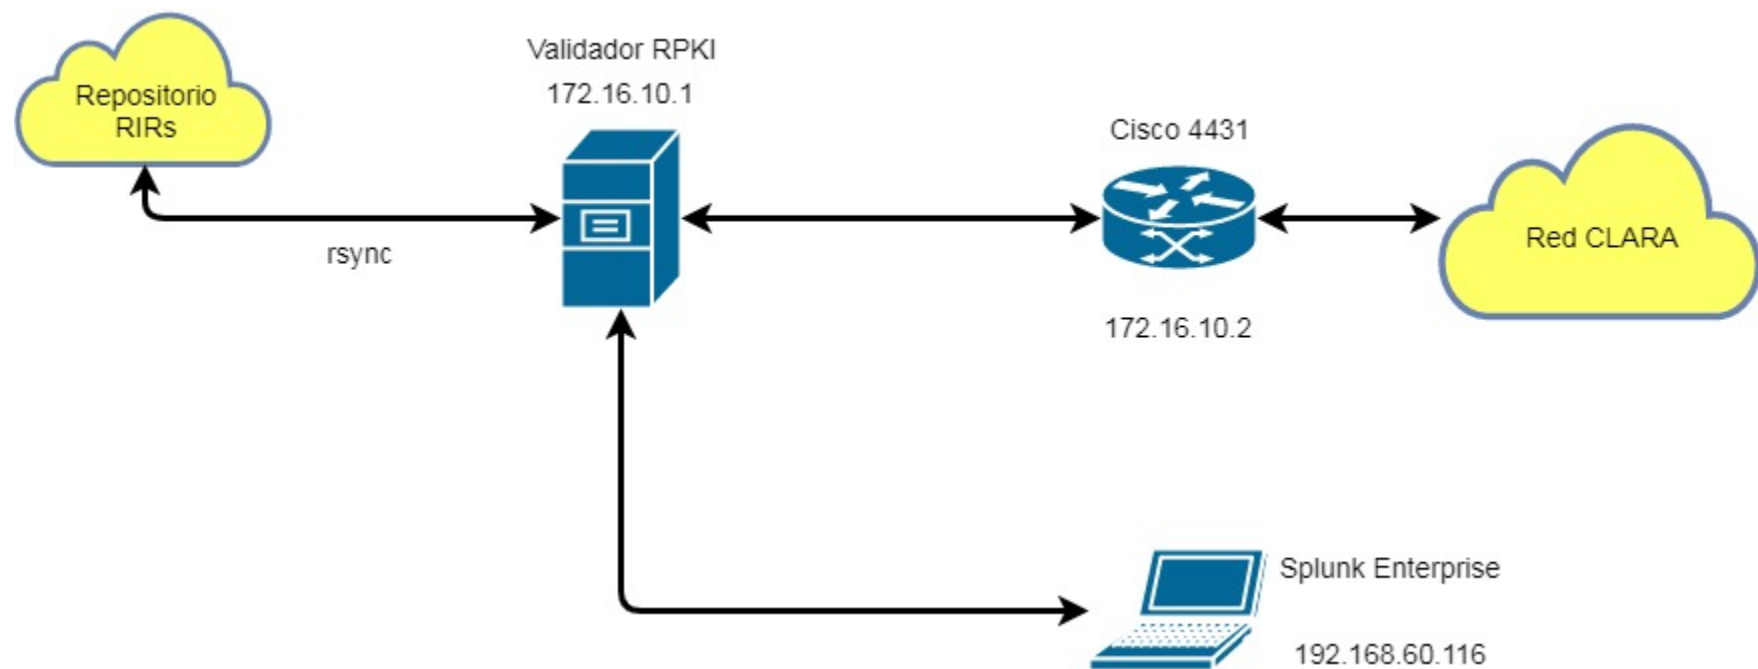 Repositorio
RIRs
rsync
Validador RPKI
172.16.10.1
Cisco 4431
172.16.10.2
Red CLARA
Splunk Enterprise
192.168.60.116